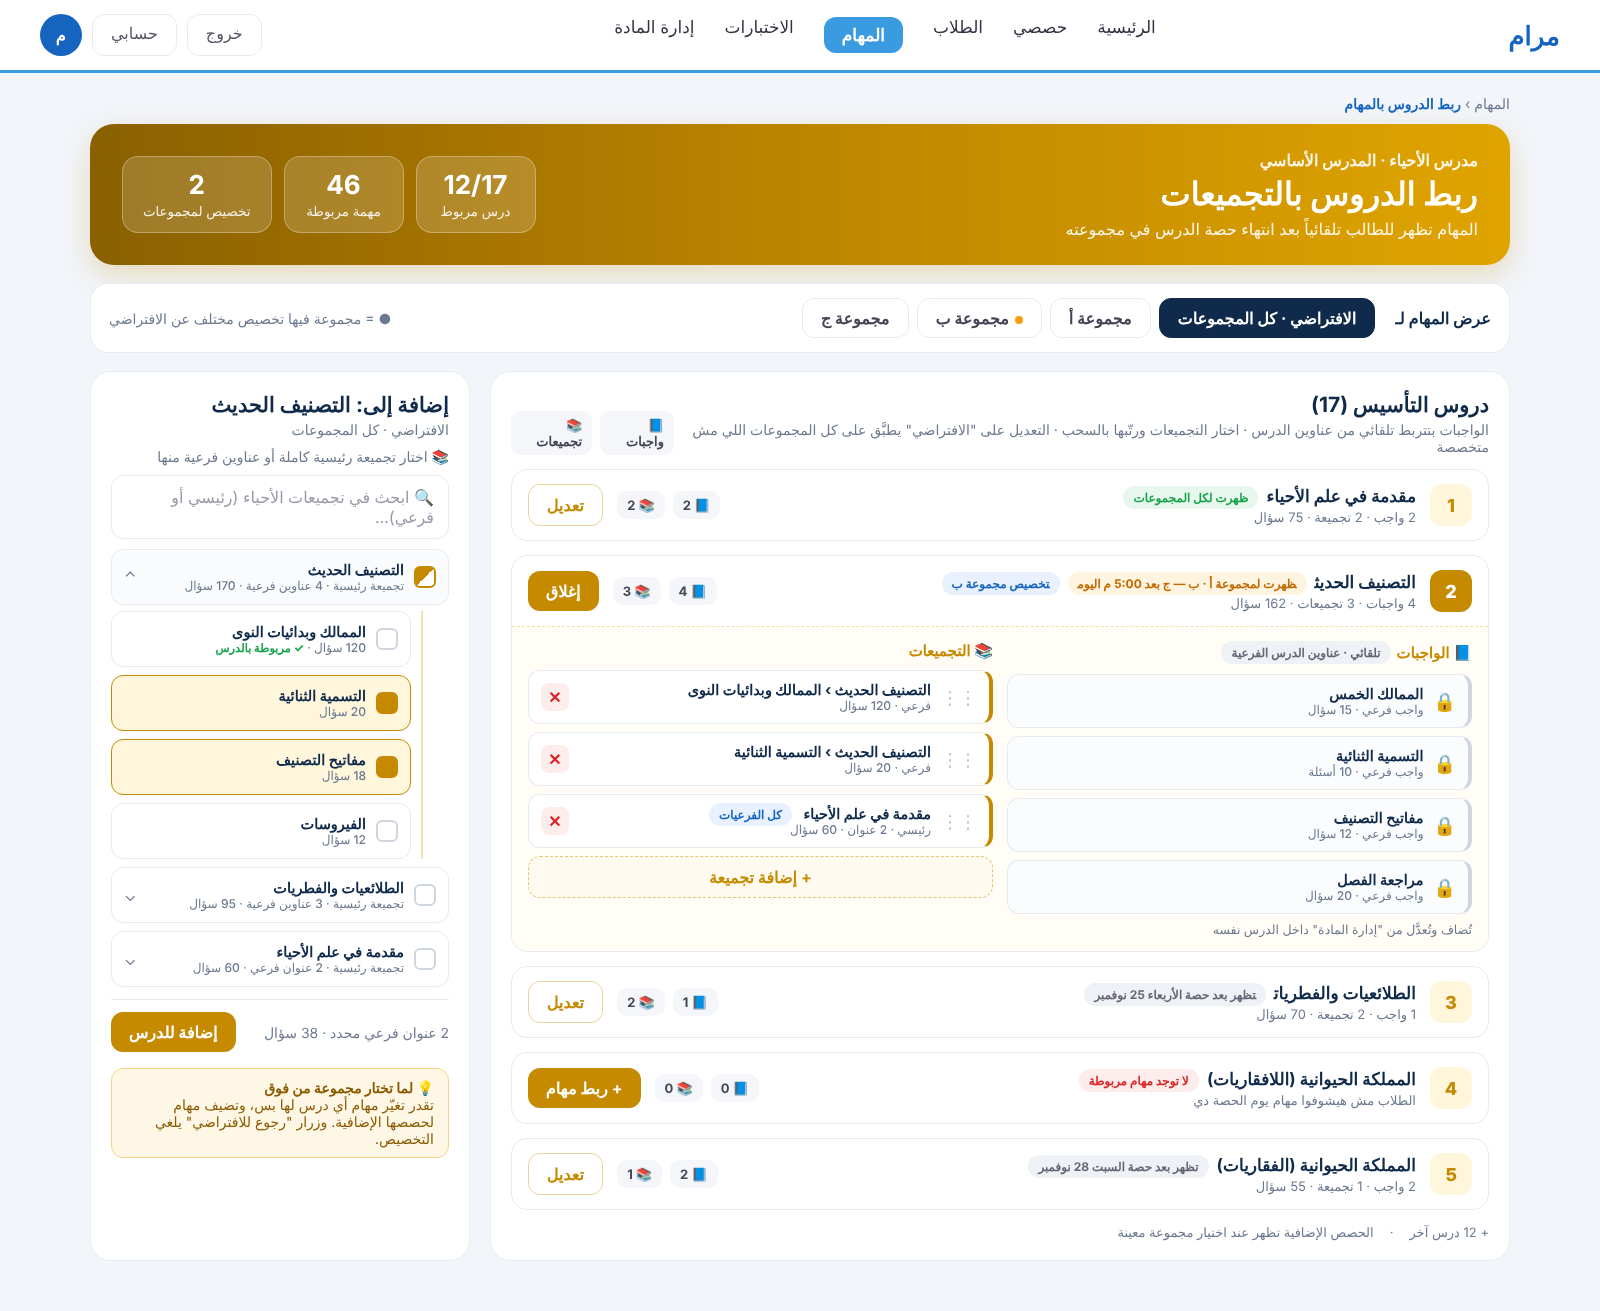 مرام
الرئيسية
حصصي
الطلاب
المهام
الاختبارات
إدارة المادة
خروج
حسابي
م
المهام › ربط الدروس بالمهام
مدرس الأحياء · المدرس الأساسي
ربط الدروس بالتجميعات
المهام تظهر للطالب تلقائياً بعد انتهاء حصة الدرس في مجموعته
12/17
درس مربوط
46
مهمة مربوطة
2
تخصيص لمجموعات
عرض المهام لـ
الافتراضي · كل المجموعات
مجموعة أ
مجموعة ب
مجموعة ج
● = مجموعة فيها تخصيص مختلف عن الافتراضي
دروس التأسيس (17)
الواجبات بتتربط تلقائي من عناوين الدرس · اختار التجميعات ورتّبها بالسحب · التعديل على "الافتراضي" يطبَّق على كل المجموعات اللي مش
متخصصة
📘 واجبات
📚 تجميعات
1
مقدمة في علم الأحياء
ظهرت لكل المجموعات
2 واجب · 2 تجميعة · 75 سؤال
📘 2
📚 2
تعديل
2
التصنيف الحديث
ظهرت لمجموعة أ · ب — ج بعد 5:00 م اليوم
تخصيص مجموعة ب
4 واجبات · 3 تجميعات · 162 سؤال
📘 4
📚 3
إغلاق
📘 الواجبات
تلقائي · عناوين الدرس الفرعية
🔒 الممالك الخمس
واجب فرعي · 15 سؤال
🔒 التسمية الثنائية
واجب فرعي · 10 أسئلة
🔒 مفاتيح التصنيف
واجب فرعي · 12 سؤال
🔒 مراجعة الفصل
واجب فرعي · 20 سؤال
تُضاف وتُعدَّل من "إدارة المادة" داخل الدرس نفسه
📚 التجميعات
التصنيف الحديث › الممالك وبدائيات النوى
فرعي · 120 سؤال
✕
التصنيف الحديث › التسمية الثنائية
فرعي · 20 سؤال
✕
مقدمة في علم الأحياء
كل الفرعيات
رئيسي · 2 عنوان · 60 سؤال
✕
+ إضافة تجميعة
3
الطلائعيات والفطريات
تظهر بعد حصة الأربعاء 25 نوفمبر
1 واجب · 2 تجميعة · 70 سؤال
📘 1
📚 2
تعديل
4
المملكة الحيوانية (اللافقاريات)
لا توجد مهام مربوطة
الطلاب مش هيشوفوا مهام يوم الحصة دي
📘 0
📚 0
+ ربط مهام
5
المملكة الحيوانية (الفقاريات)
تظهر بعد حصة السبت 28 نوفمبر
2 واجب · 1 تجميعة · 55 سؤال
📘 2
📚 1
تعديل
+ 12 درس آخر · الحصص الإضافية تظهر عند اختيار مجموعة معينة
إضافة إلى: التصنيف الحديث
الافتراضي · كل المجموعات
📚 اختار تجميعة رئيسية كاملة أو عناوين فرعية منها
🔍 ابحث في تجميعات الأحياء (رئيسي أو
فرعي)...
التصنيف الحديث
تجميعة رئيسية · 4 عناوين فرعية · 170 سؤال
الممالك وبدائيات النوى
120 سؤال · ✓ مربوطة بالدرس
التسمية الثنائية
20 سؤال
مفاتيح التصنيف
18 سؤال
الفيروسات
12 سؤال
الطلائعيات والفطريات
تجميعة رئيسية · 3 عناوين فرعية · 95 سؤال
مقدمة في علم الأحياء
تجميعة رئيسية · 2 عنوان فرعي · 60 سؤال
2 عنوان فرعي محدد · 38 سؤال
إضافة للدرس
💡 لما تختار مجموعة من فوق
تقدر تغيّر مهام أي درس لها بس، وتضيف مهام
لحصصها الإضافية. وزرار "رجوع للافتراضي" يلغي
التخصيص.